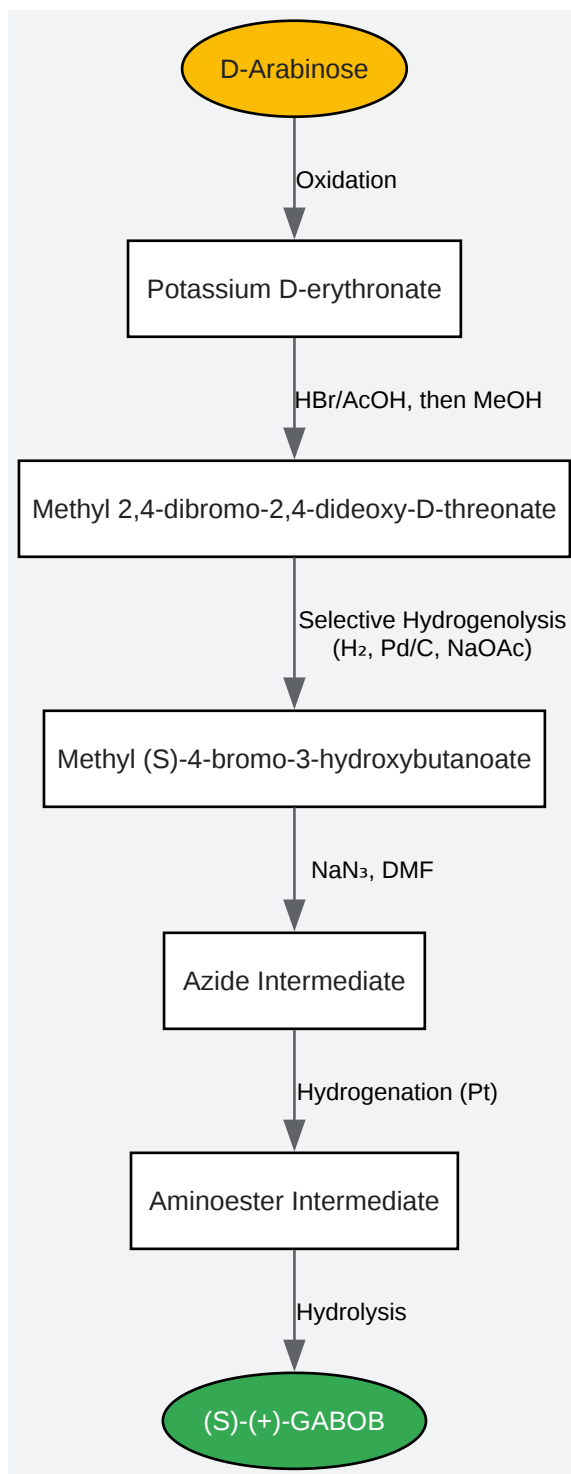 D-Arabinose
Oxidation
Potassium D-erythronate
HBr/AcOH, then MeOH
Methyl 2,4-dibromo-2,4-dideoxy-D-threonate
Selective Hydrogenolysis
(H₂, Pd/C, NaOAc)
Methyl (S)-4-bromo-3-hydroxybutanoate
NaN₃, DMF
Azide Intermediate
Hydrogenation (Pt)
Aminoester Intermediate
Hydrolysis
(S)-(+)-GABOB